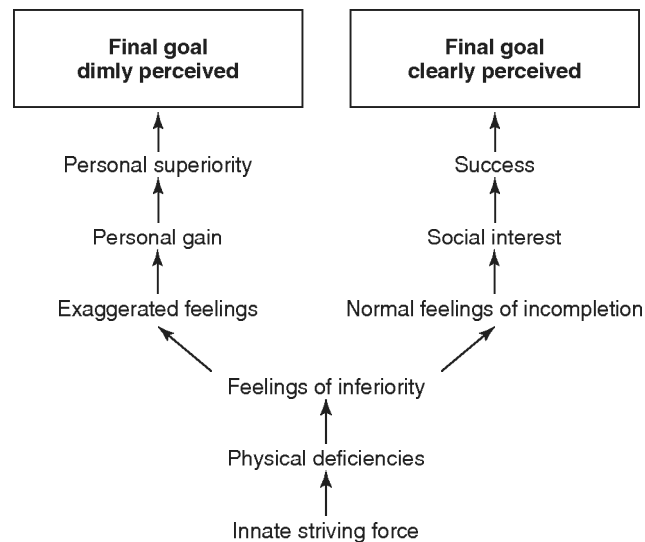 Final goal
dimly perceived
Final goal
clearly perceived
Personal superiority
Success
Personal gain
Social interest
Exaggerated feelings
Normal feelings of incompletion
Feelings of inferiority
Physical deficiencies
Innate striving force